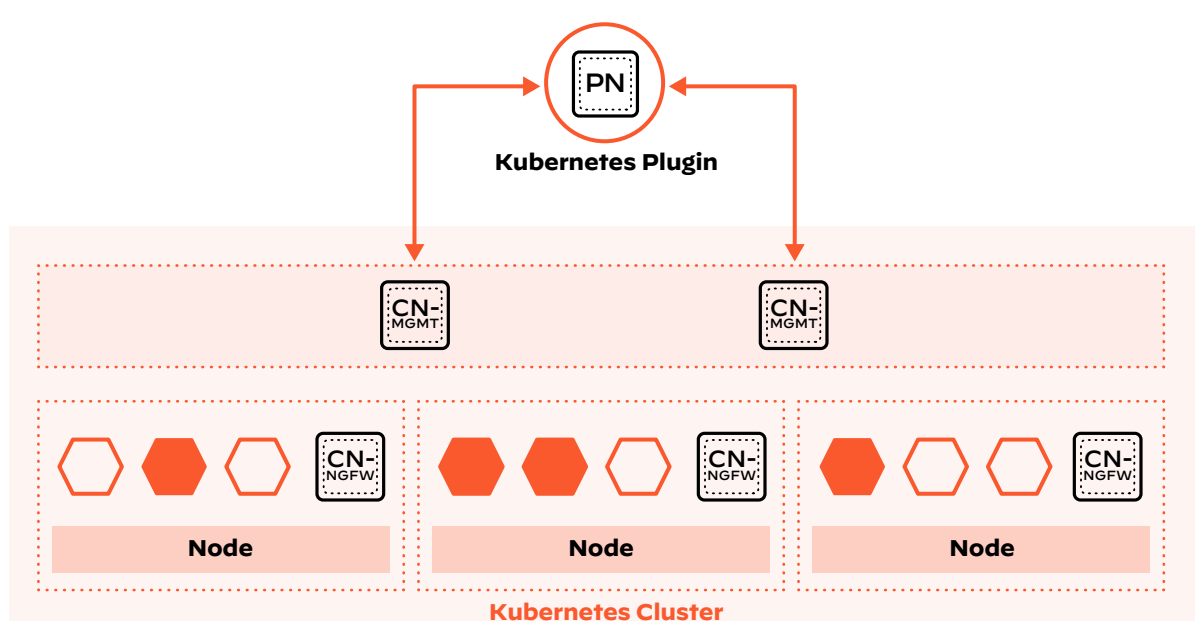 PN
Kubernetes Plugin
CN-
MGMT
CN-
MGMT
CN-
NGFW
CN-
NGFW
CN-
NGFW
Node
Node
Node
Kubernetes Cluster